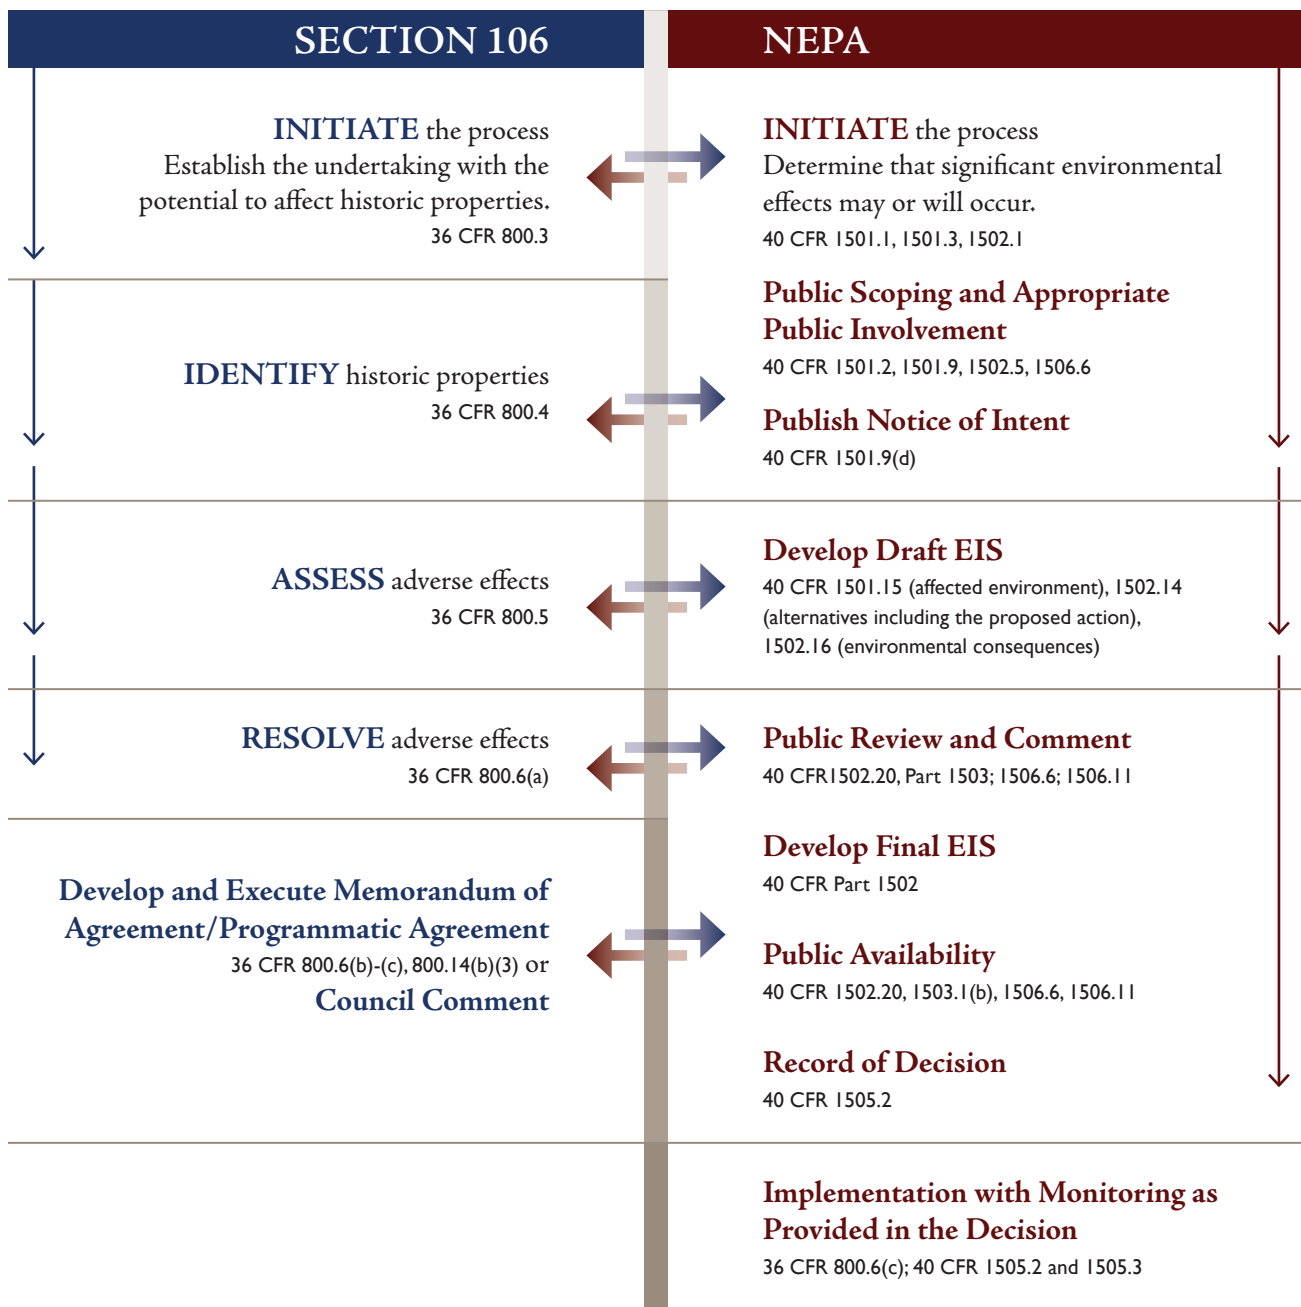 SECTION 106
NEPA
INITIATE the process
Establish the undertaking with the
potential to affect historic properties.
36 CFR 800.3
INITIATE the process
Determine that significant environmental
effects may or will occur.
40 CFR 1501.1, 1501.3, 1502.1
Public Scoping and Appropriate
Public Involvement
40 CFR 1501.2, 1501.9, 1502.5, 1506.6
IDENTIFY historic properties
36 CFR 800.4
Publish Notice of Intent
40 CFR 1501.9(d)
ASSESS adverse effects
36 CFR 800.5
Develop Draft EIS
40 CFR 1501.15 (affected environment), 1502.14
(alternatives including the proposed action),
1502.16 (environmental consequences)
RESOLVE adverse effects
36 CFR 800.6(a)
Public Review and Comment
40 CFR1502.20, Part 1503; 1506.6; 1506.11
Develop and Execute Memorandum of
Agreement/Programmatic Agreement
36 CFR 800.6(b)-(c), 800.14(b)(3) or
Council Comment
Develop Final EIS
40 CFR Part 1502
Public Availability
40 CFR 1502.20, 1503.1(b), 1506.6, 1506.11
Record of Decision
40 CFR 1505.2
Implementation with Monitoring as
Provided in the Decision
36 CFR 800.6(c); 40 CFR 1505.2 and 1505.3